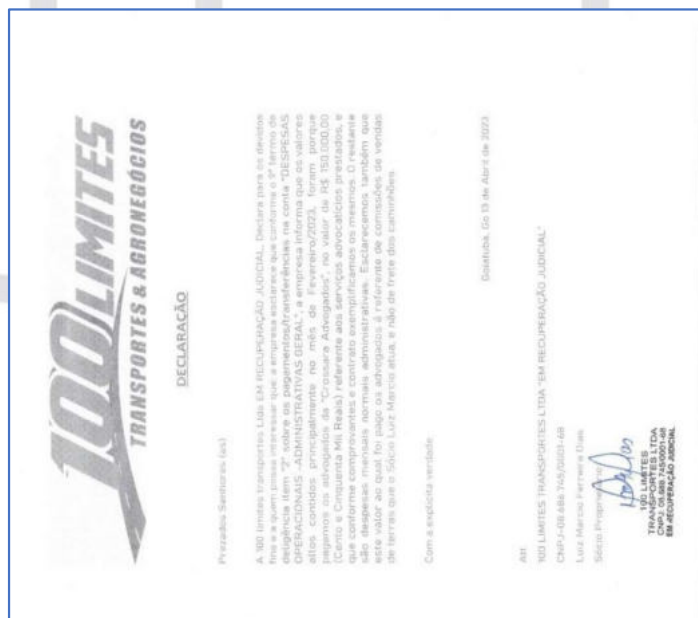 100 LIMITES
TRANSPORTES & AGRONEGÓCIOS
DECLARAÇÃO
Prezados Senhores (as)
A 100 limites transportes Ltda EM RECUPERAÇÃO JUDICIAL, Declara para os devidos
fins e a quem possa interessar que: a empresa esclarece que conforme o 9º termo de
deligência item "2" sobre os pagamentos/transferências na conta "DESPESAS
OPERACIONAIS -ADMINISTRATIVAS GERAL", a empresa informa que os valores
altos contidos principalmente no mês de Fevereiro/2023, foram porque
pagamos os advogados da "Crossara Advogados", no valor de R$ 150.000,00
(Cento e Cinquenta Mil Reais) referente aos serviços advocatícios prestados, e
que conforme comprovantes e contrato exemplificamos os mesmos. O restante
são despesas mensais normais administrativas. Esclarecemos também que
este valor ao qual foi pago os advogados é referente de comissões de vendas
de terras que o Sócio Luiz Marcio atua, e não de frete dos caminhões.
Com a explicita verdade
Goiatuba, Go 13 de Abril de 2023
Att
100 LIMITES TRANSPORTES LTDA "EM RECUPERAÇÃO JUDICIAL"
CNPJ-08.686.745/0001-68
Luiz Marcio Ferreira Dias
Sócio Proprietário
100 LIMITES
TRANSPORTES LTDA
CNPJ: 08.686.745/0001-68
EM RECUPERAÇÃO JUDICIAL